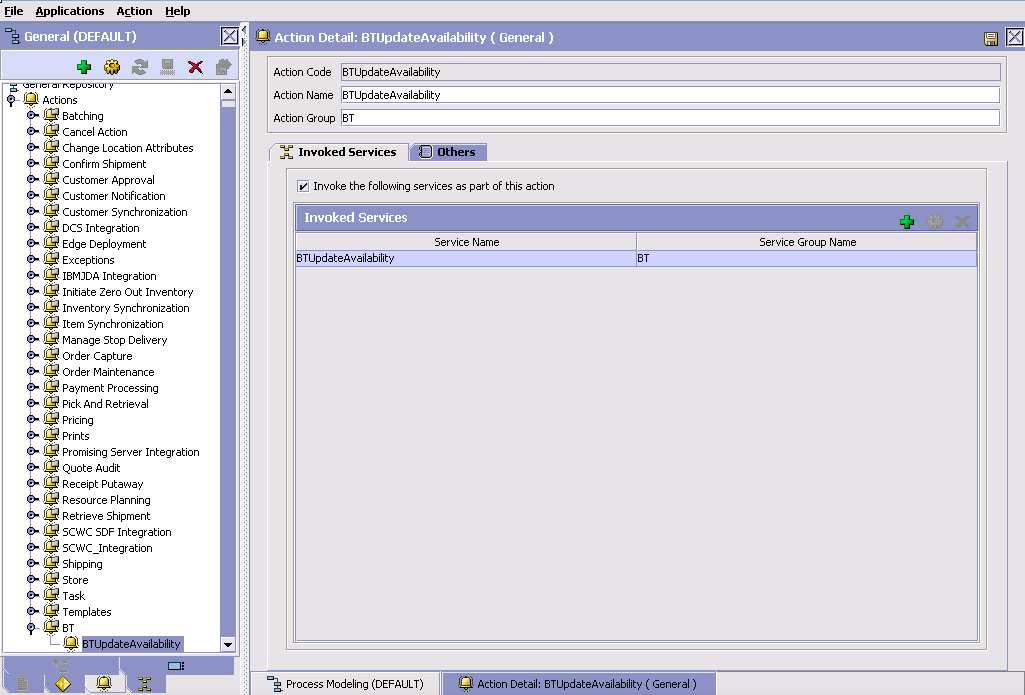 File Applications Action Help
General (DEFAULT)
General Repository
Actions
Batching
Cancel Action
Change Location Attributes
Confirm Shipment
Customer Approval
Customer Notification
Customer Synchronization
DCS Integration
Edge Deployment
Exceptions
IBMJDA Integration
Initiate Zero Out Inventory
Inventory Synchronization
Item Synchronization
Manage Stop Delivery
Order Capture
Order Maintenance
Payment Processing
Pick And Retrieval
Pricing
Prints
Promising Server Integration
Quote Audit
Receipt Putaway
Resource Planning
Retrieve Shipment
SCWC SDF Integration
SCWC_Integration
Shipping
Store
Task
Templates
BT
BTUpdateAvailability
Action Detail: BTUpdateAvailability ( General )
Action Code BTUpdateAvailability
Action Name BTUpdateAvailability
Action Group BT
Invoked Services Others
Invoke the following services as part of this action
Invoked Services
Service Name Service Group Name
BTUpdateAvailability BT
Process Modeling (DEFAULT) Action Detail: BTUpdateAvailability ( General )